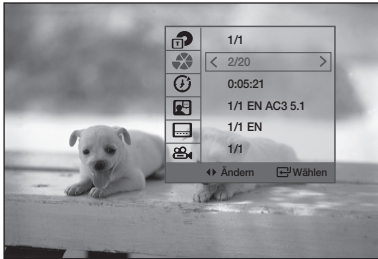 1/1
< 2/20 >
0:05:21
1/1 EN AC3 5.1
1/1 EN
1/1
Ändern Wählen